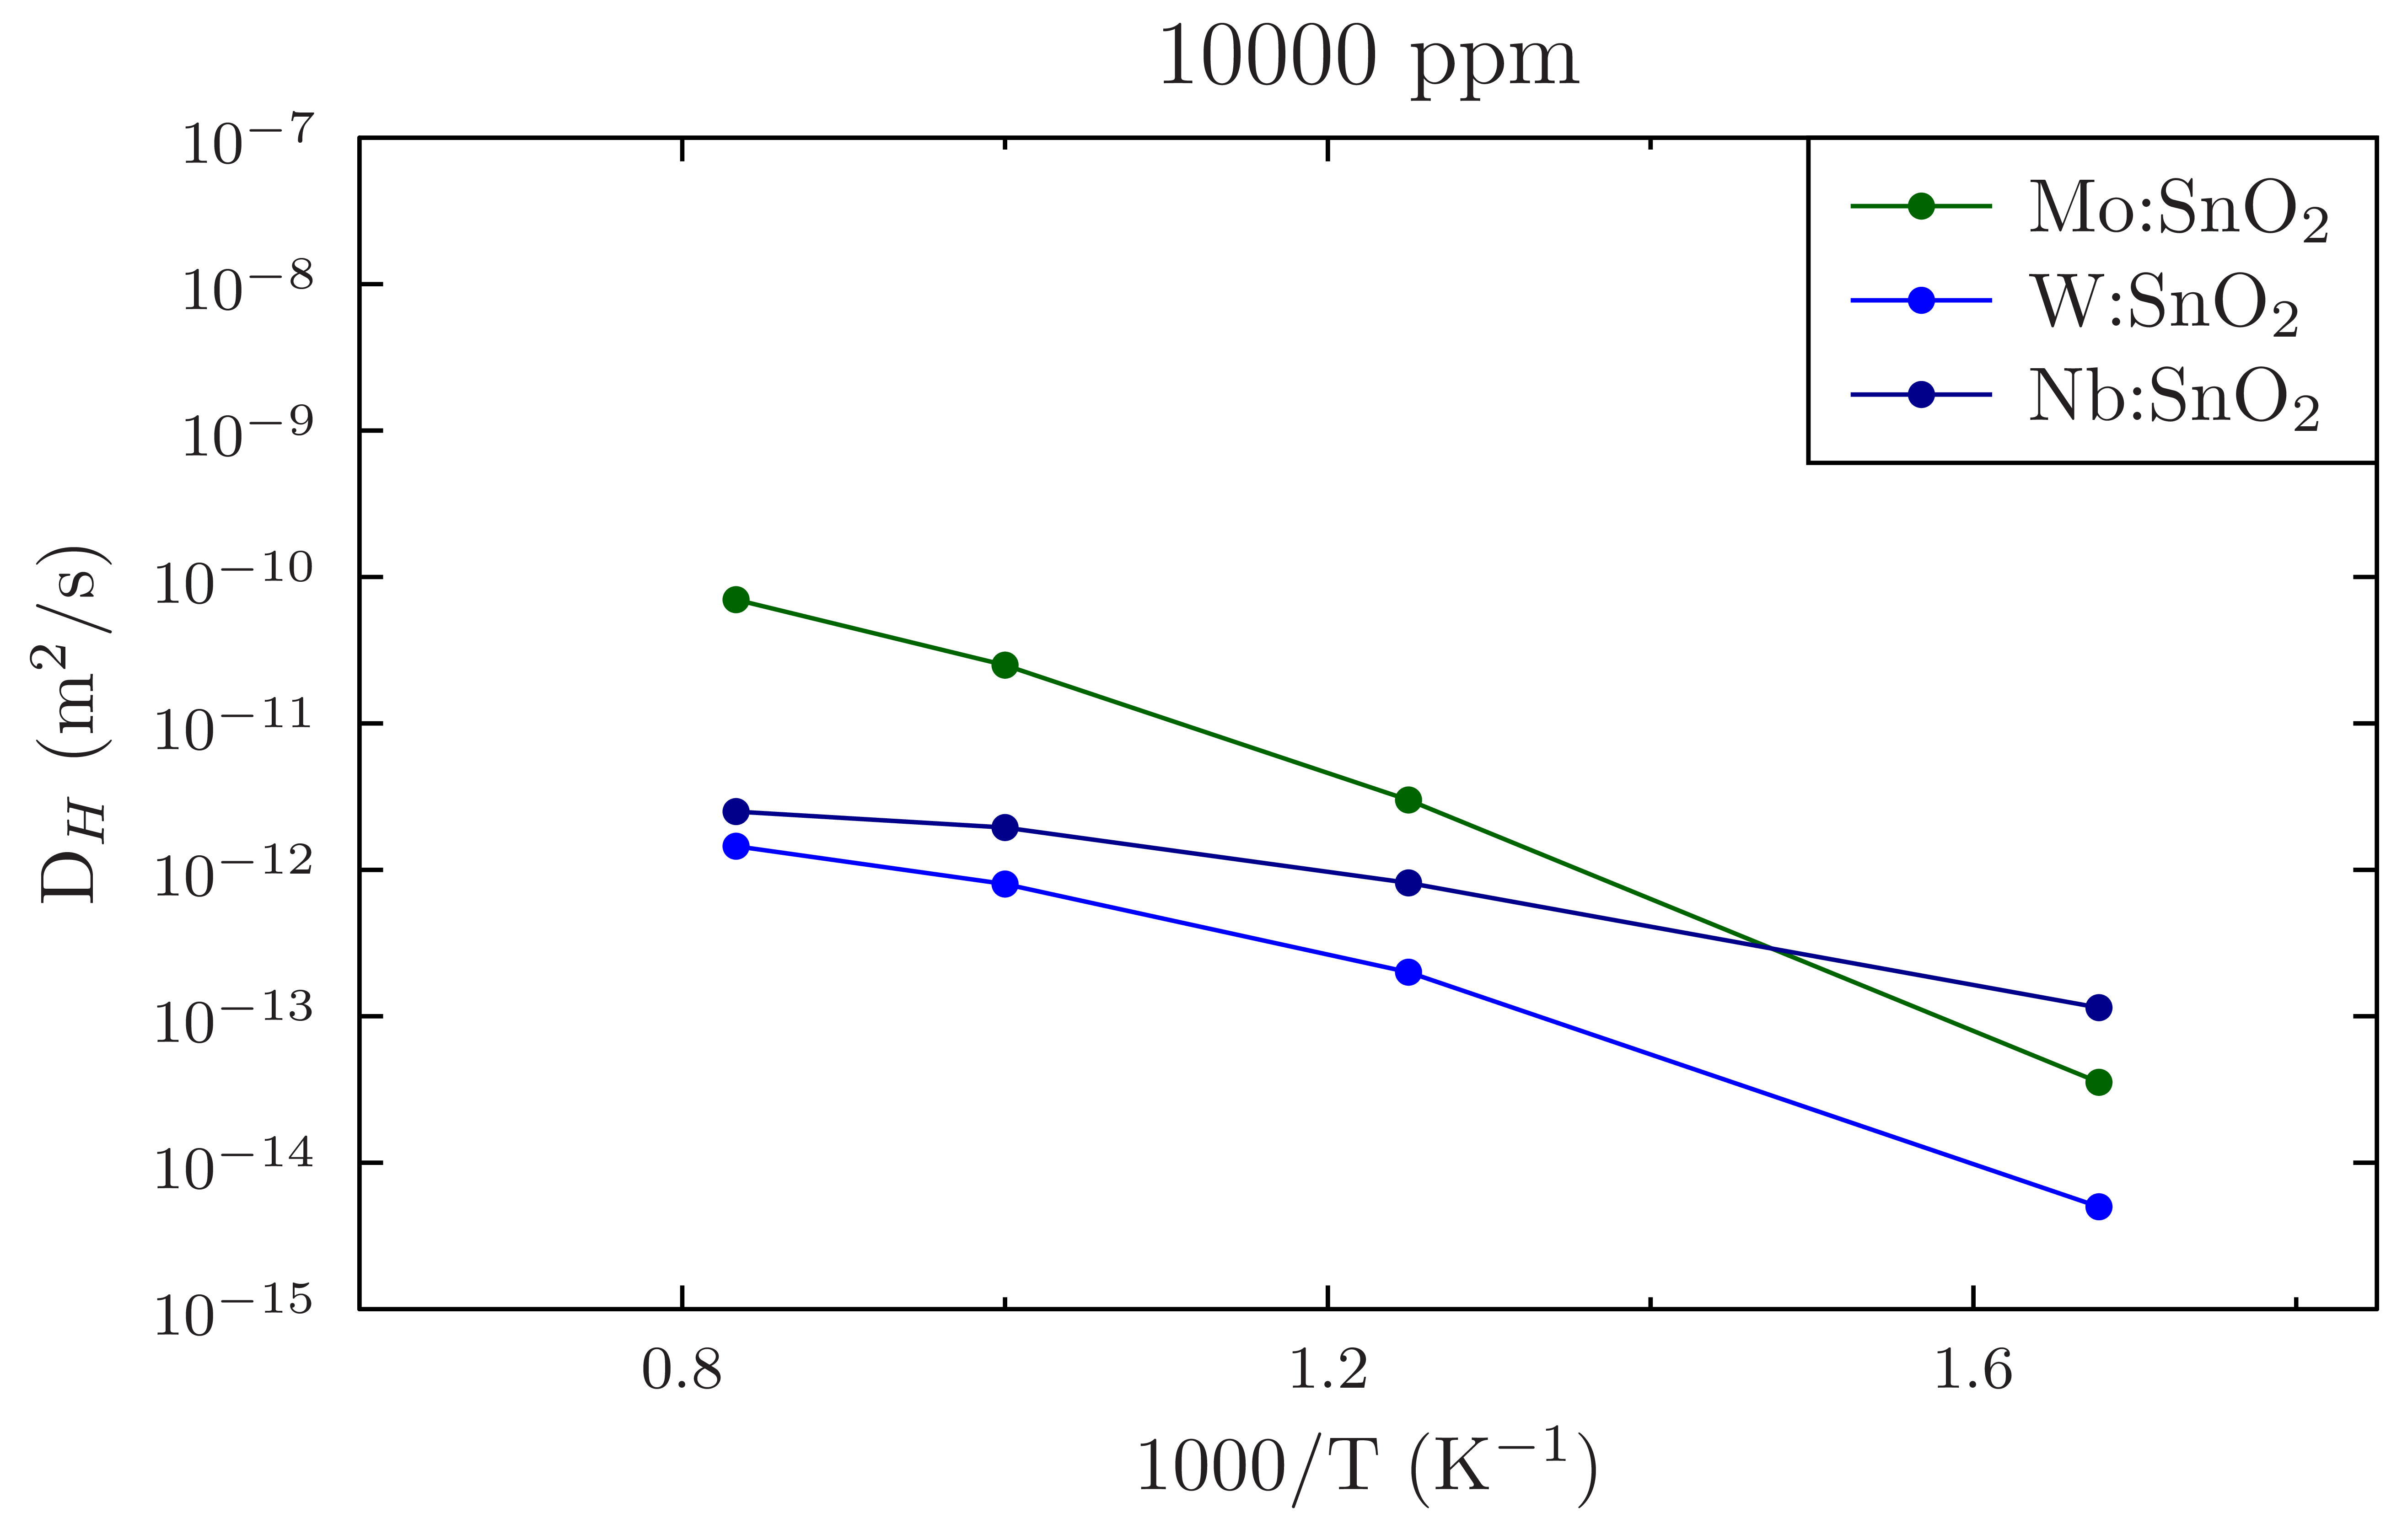 10000 ppm
10⁻⁷
10⁻⁸
10⁻⁹
10⁻¹⁰
10⁻¹¹
10⁻¹²
10⁻¹³
10⁻¹⁴
10⁻¹⁵
D_H (m²/s)
Mo:SnO₂
W:SnO₂
Nb:SnO₂
0.8 1.2 1.6
1000/T (K⁻¹)